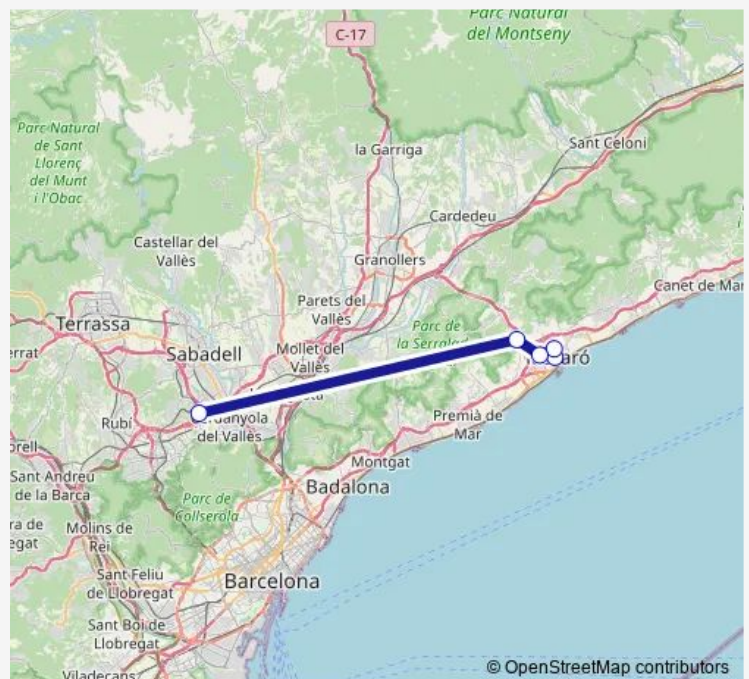 Parc Natural
del Montseny
C-17
Parc Natural
de Sant
Llorenç
del Munt
i l'Obac
la Garriga
Sant Celoni
Cardedeu
Castellar del
Vallès
Granollers
Canet de Mar
Parets del
Vallès
Terrassa
Parc de
la Serralad
Sabadell
Mollet del
Vallès
Rubí
del Vallès
Premià de
Mar
Montgat
Sant Andreu
de la Barca
Badalona
Parc de
Collserola
Molins de
Rei
Sant Feliu
de Llobregat
Barcelona
Sant Boi de
Llobregat
Viladecans
© OpenStreetMap contributors